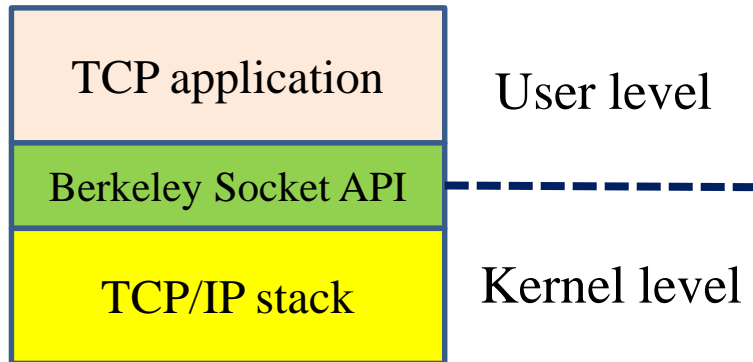 TCP application
User level
Berkeley Socket API
TCP/IP stack
Kernel level